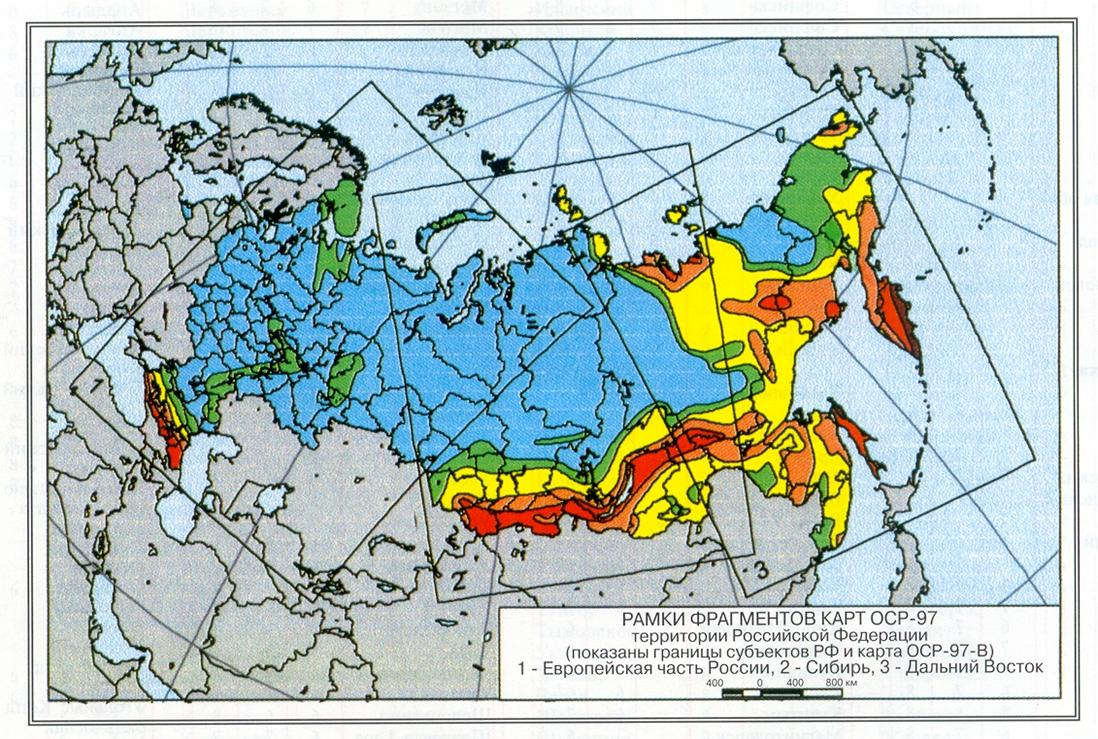 1
2
3
РАМКИ ФРАГМЕНТОВ КАРТ ОСР-97
территории Российской Федерации
(показаны границы субъектов РФ и карта ОСР-97-В)
1 - Европейская часть России, 2 - Сибирь, 3 - Дальний Восток
400 0 400 800 км